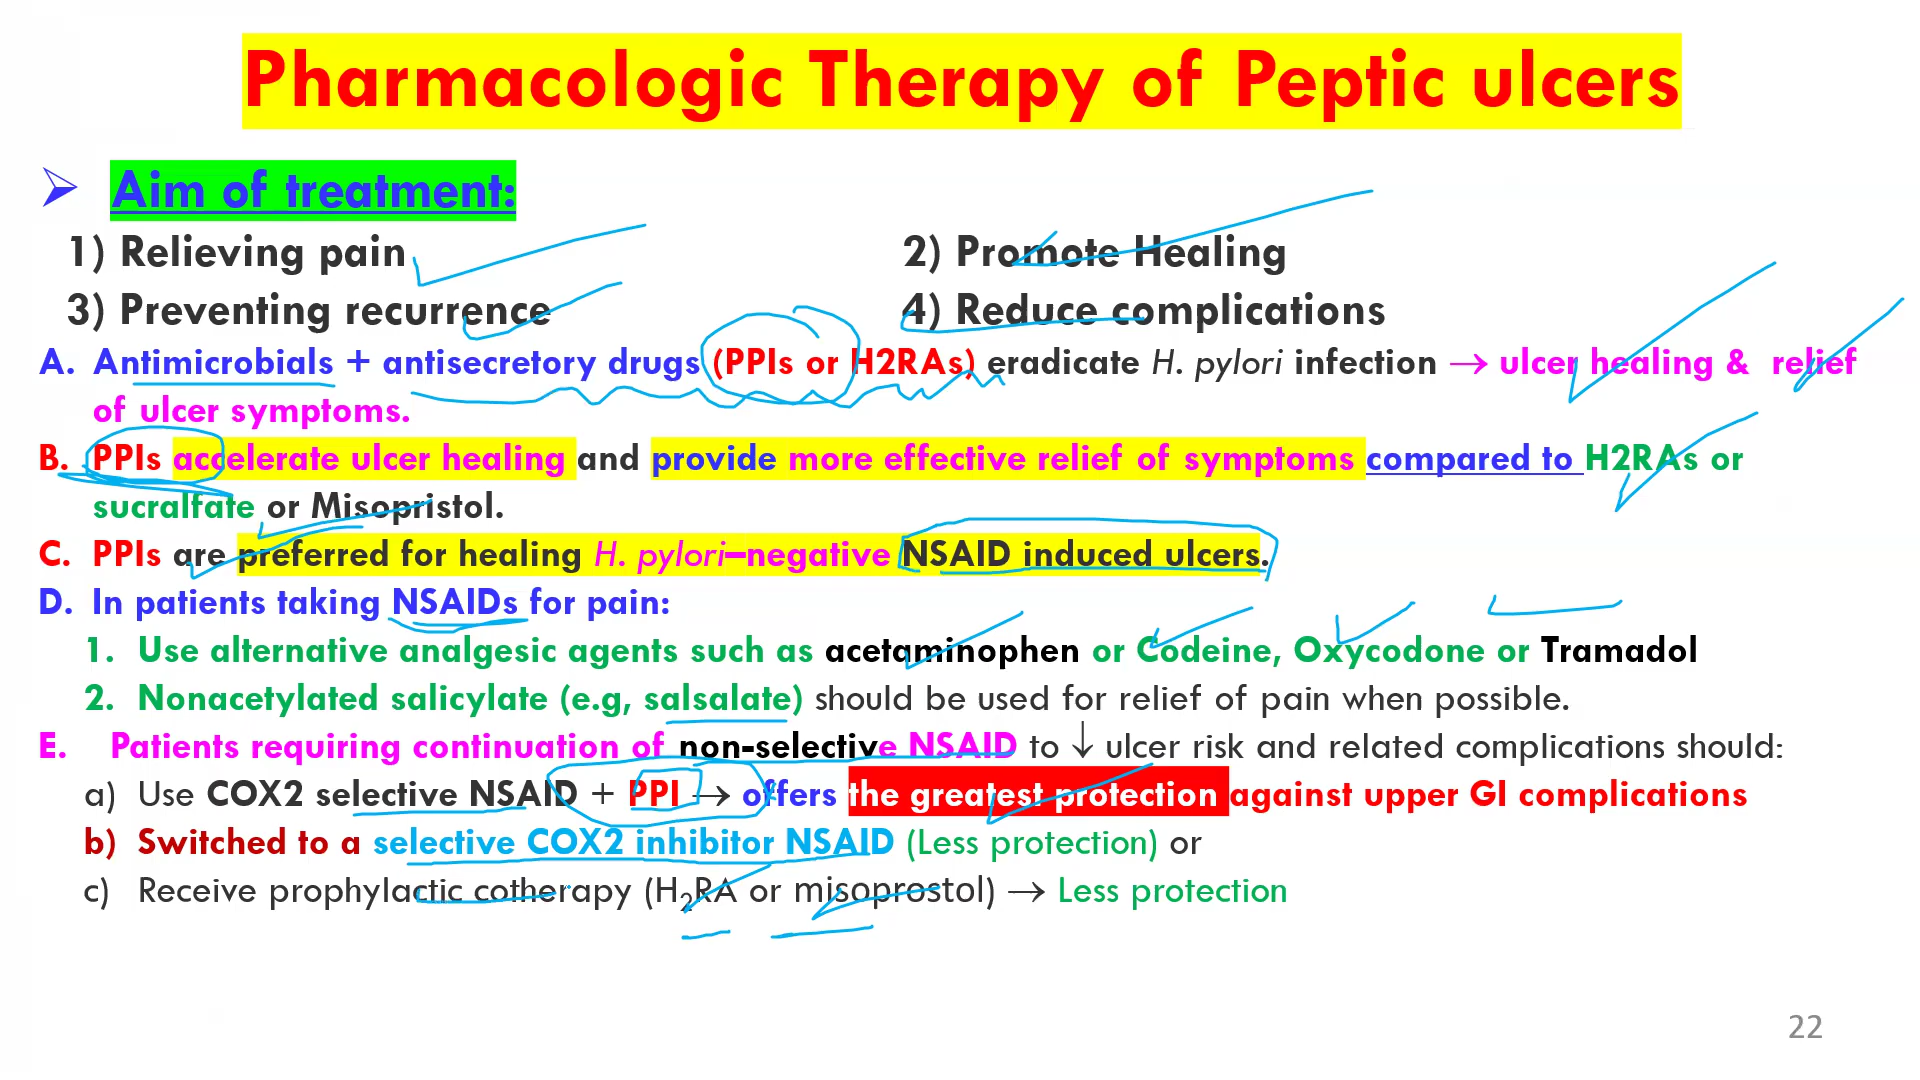 Pharmacologic Therapy of Peptic ulcers
➢ Aim of treatment:
1) Relieving pain 2) Promote Healing
3) Preventing recurrence 4) Reduce complications
A. Antimicrobials + antisecretory drugs (PPIs or H2RAs) eradicate H. pylori infection → ulcer healing & relief
of ulcer symptoms.
B. PPIs accelerate ulcer healing and provide more effective relief of symptoms compared to H2RAs or
sucralfate or Misopristol.
C. PPIs are preferred for healing H. pylori–negative NSAID induced ulcers.
D. In patients taking NSAIDs for pain:
1. Use alternative analgesic agents such as acetaminophen or Codeine, Oxycodone or Tramadol
2. Nonacetylated salicylate (e.g, salsalate) should be used for relief of pain when possible.
E. Patients requiring continuation of non-selective NSAID to ↓ ulcer risk and related complications should:
a) Use COX2 selective NSAID + PPI → offers the greatest protection against upper GI complications
b) Switched to a selective COX2 inhibitor NSAID (Less protection) or
c) Receive prophylactic cotherapy (H₂RA or misoprostol) → Less protection
22